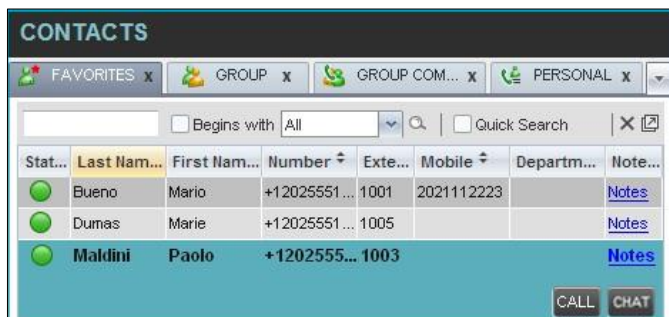 CONTACTS
FAVORITES x GROUP x GROUP COM... x PERSONAL x
Begins with All Quick Search
Stat... Last Nam... First Nam... Number Exte... Mobile Departm... Note...
Bueno Mario +12025551... 1001 2021112223 Notes
Dumas Marie +12025551... 1005 Notes
Maldini Paolo +1202555... 1003 Notes
CALL CHAT